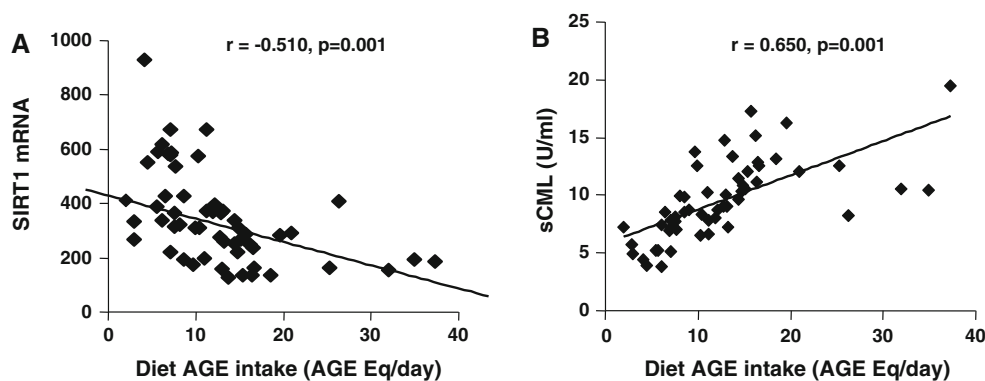 A
r = -0.510, p=0.001
SIRT1 mRNA
1000
800
600
400
200
0
0 10 20 30 40
Diet AGE intake (AGE Eq/day)
B
r = 0.650, p=0.001
sCML (U/ml)
25
20
15
10
5
0
0 10 20 30 40
Diet AGE intake (AGE Eq/day)